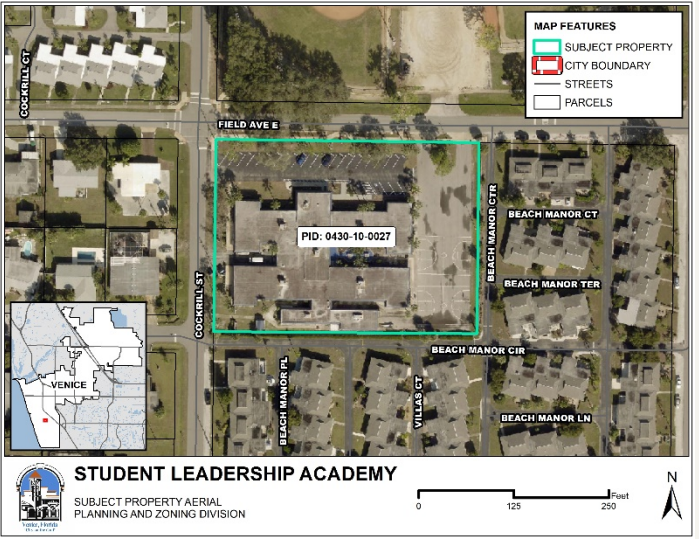 MAP FEATURES
SUBJECT PROPERTY
CITY BOUNDARY
STREETS
PARCELS
COCKRILL CT
FIELD AVE E
PID: 0430-10-0027
BEACH MANOR CTR
BEACH MANOR CT
BEACH MANOR TER
COCKRILL ST
BEACH MANOR CIR
BEACH MANOR PL
VILLAS CT
BEACH MANOR LN
VENICE
STUDENT LEADERSHIP ACADEMY
SUBJECT PROPERTY AERIAL
PLANNING AND ZONING DIVISION
Venice, Florida
0 125 250 Feet
N